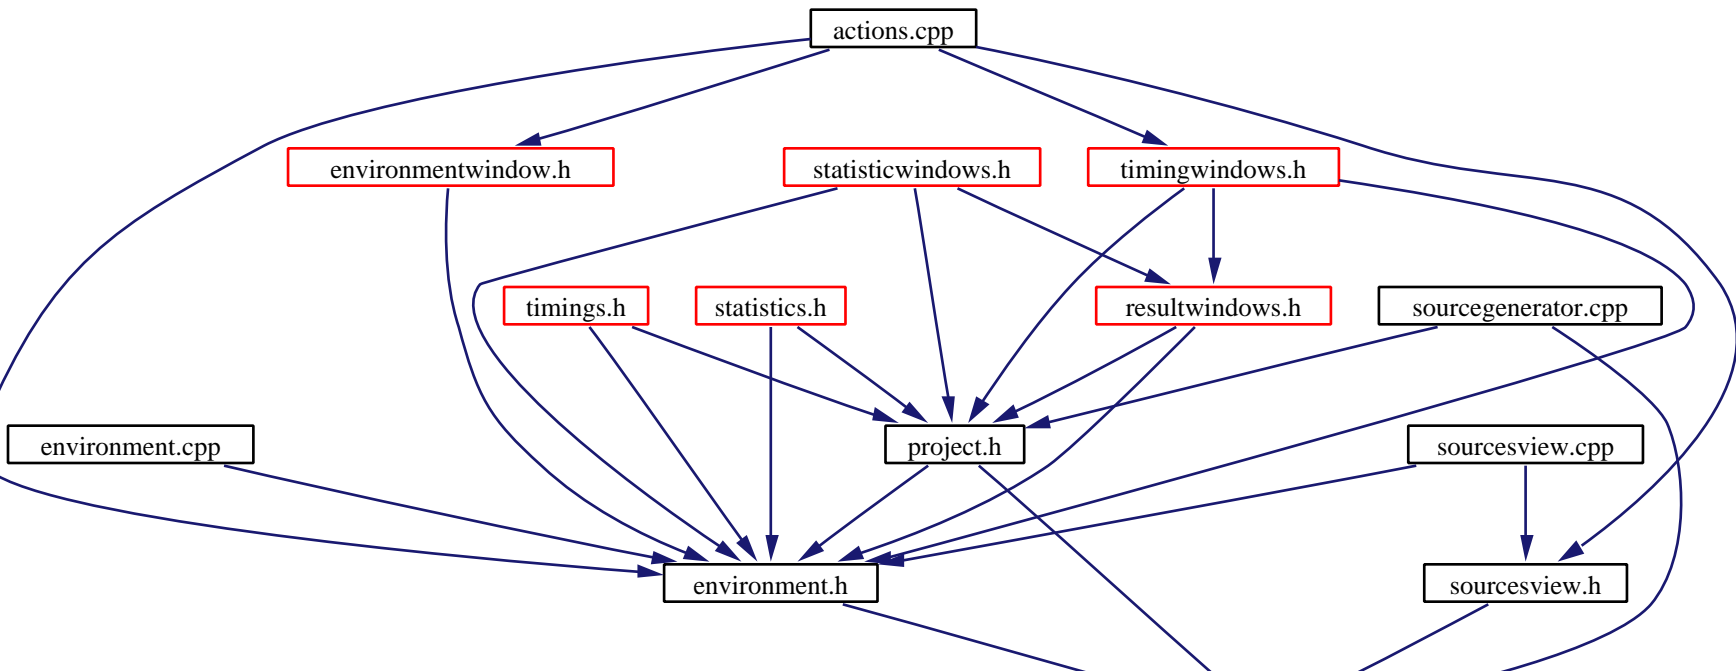 actions.cpp
environmentwindow.h
statisticwindows.h
timingwindows.h
timings.h
statistics.h
resultwindows.h
sourcegenerator.cpp
environment.cpp
project.h
sourcesview.cpp
environment.h
sourcesview.h